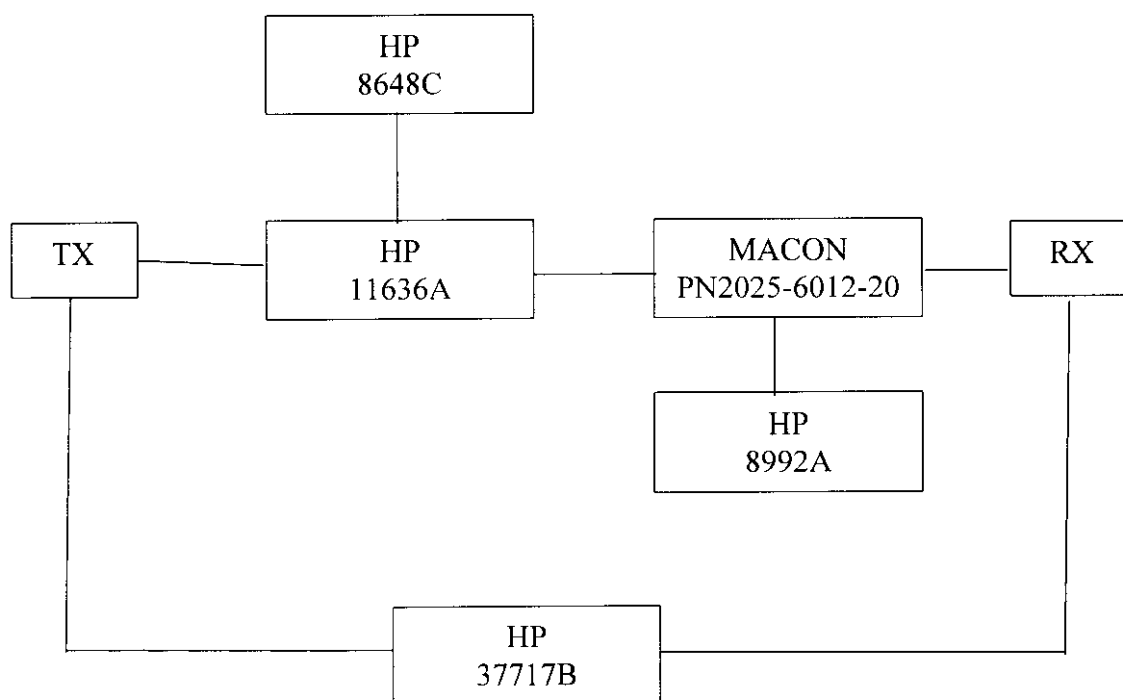 HP
8648C
TX
HP
11636A
MACON
PN2025-6012-20
RX
HP
8992A
HP
37717B